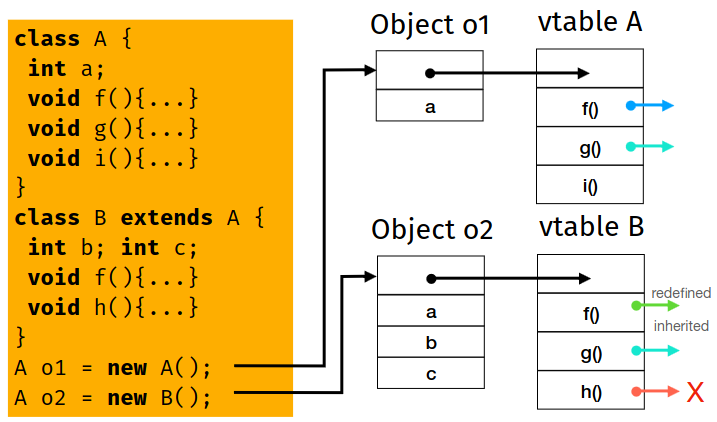 class A {
int a;
void f(){...}
void g(){...}
void i(){...}
}
class B extends A {
int b; int c;
void f(){...}
void h(){...}
}
A o1 = new A();
A o2 = new B();
Object o1
a
vtable A
f()
g()
i()
Object o2
a
b
c
vtable B
f()
redefined
g()
inherited
h()
X